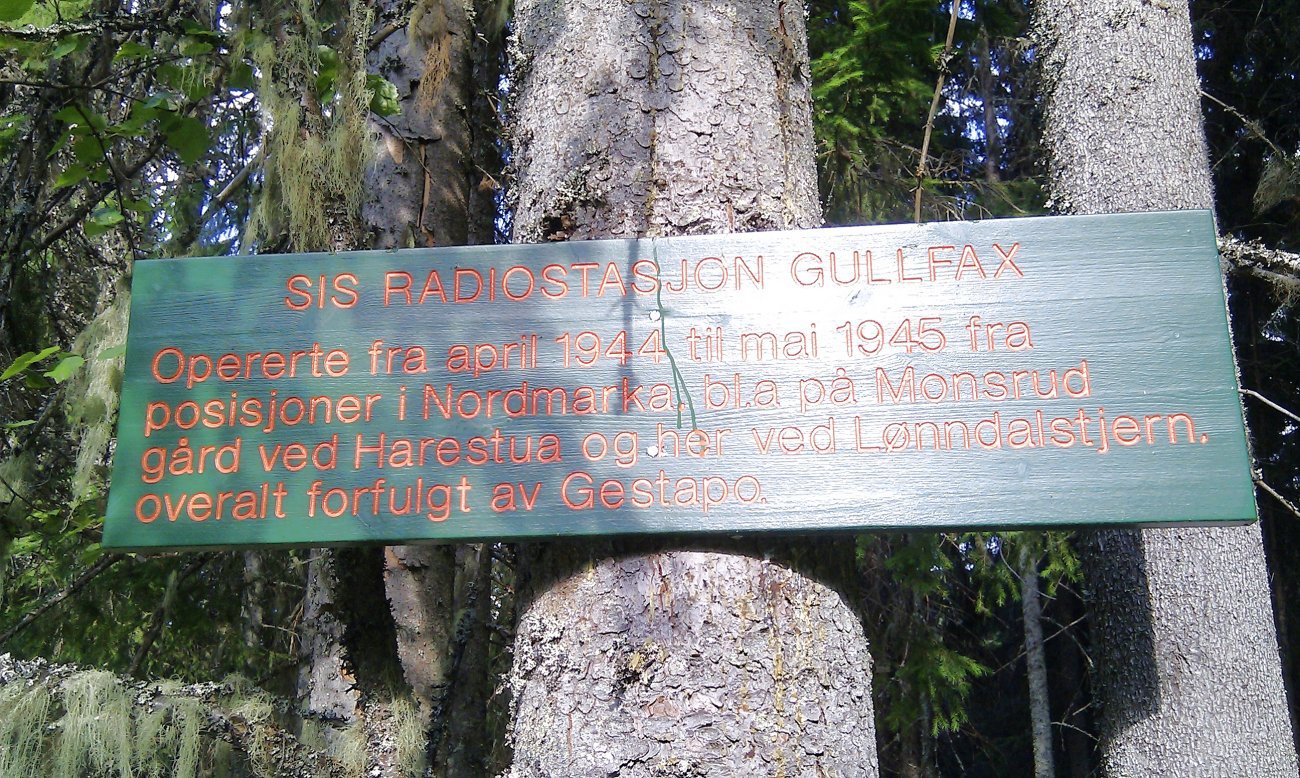 SIS RADIOSTASJON GULLFAX
Opererte fra april 1944 til mai 1945 fra
posisjoner i Nordmarka, bl.a på Monsrud
gård ved Harestua og her ved Lønndalstjern.
overalt forfulgt av Gestapo.